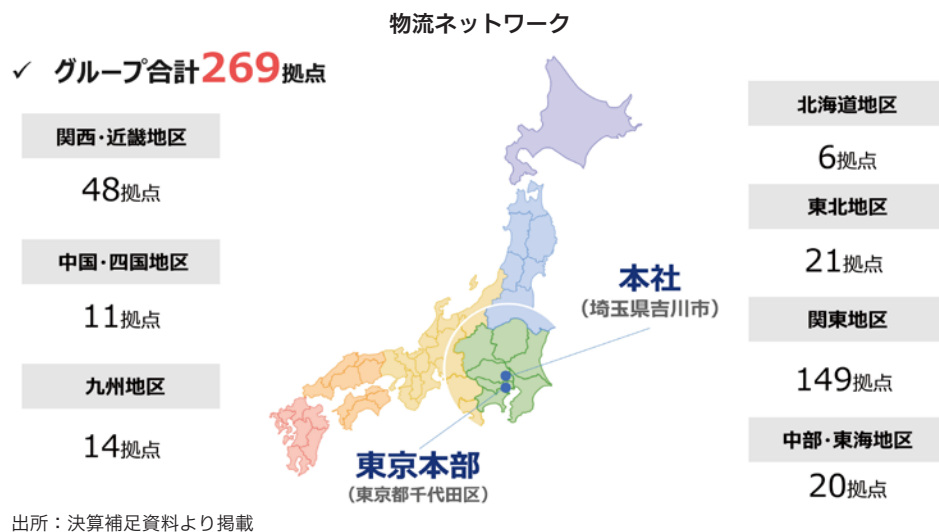 物流ネットワーク
✓ グループ合計269拠点
関西・近畿地区
48拠点
中国・四国地区
11拠点
九州地区
14拠点
北海道地区
6拠点
東北地区
21拠点
関東地区
149拠点
中部・東海地区
20拠点
本社
（埼玉県吉川市）
東京本部
（東京都千代田区）
出所：決算補足資料より掲載